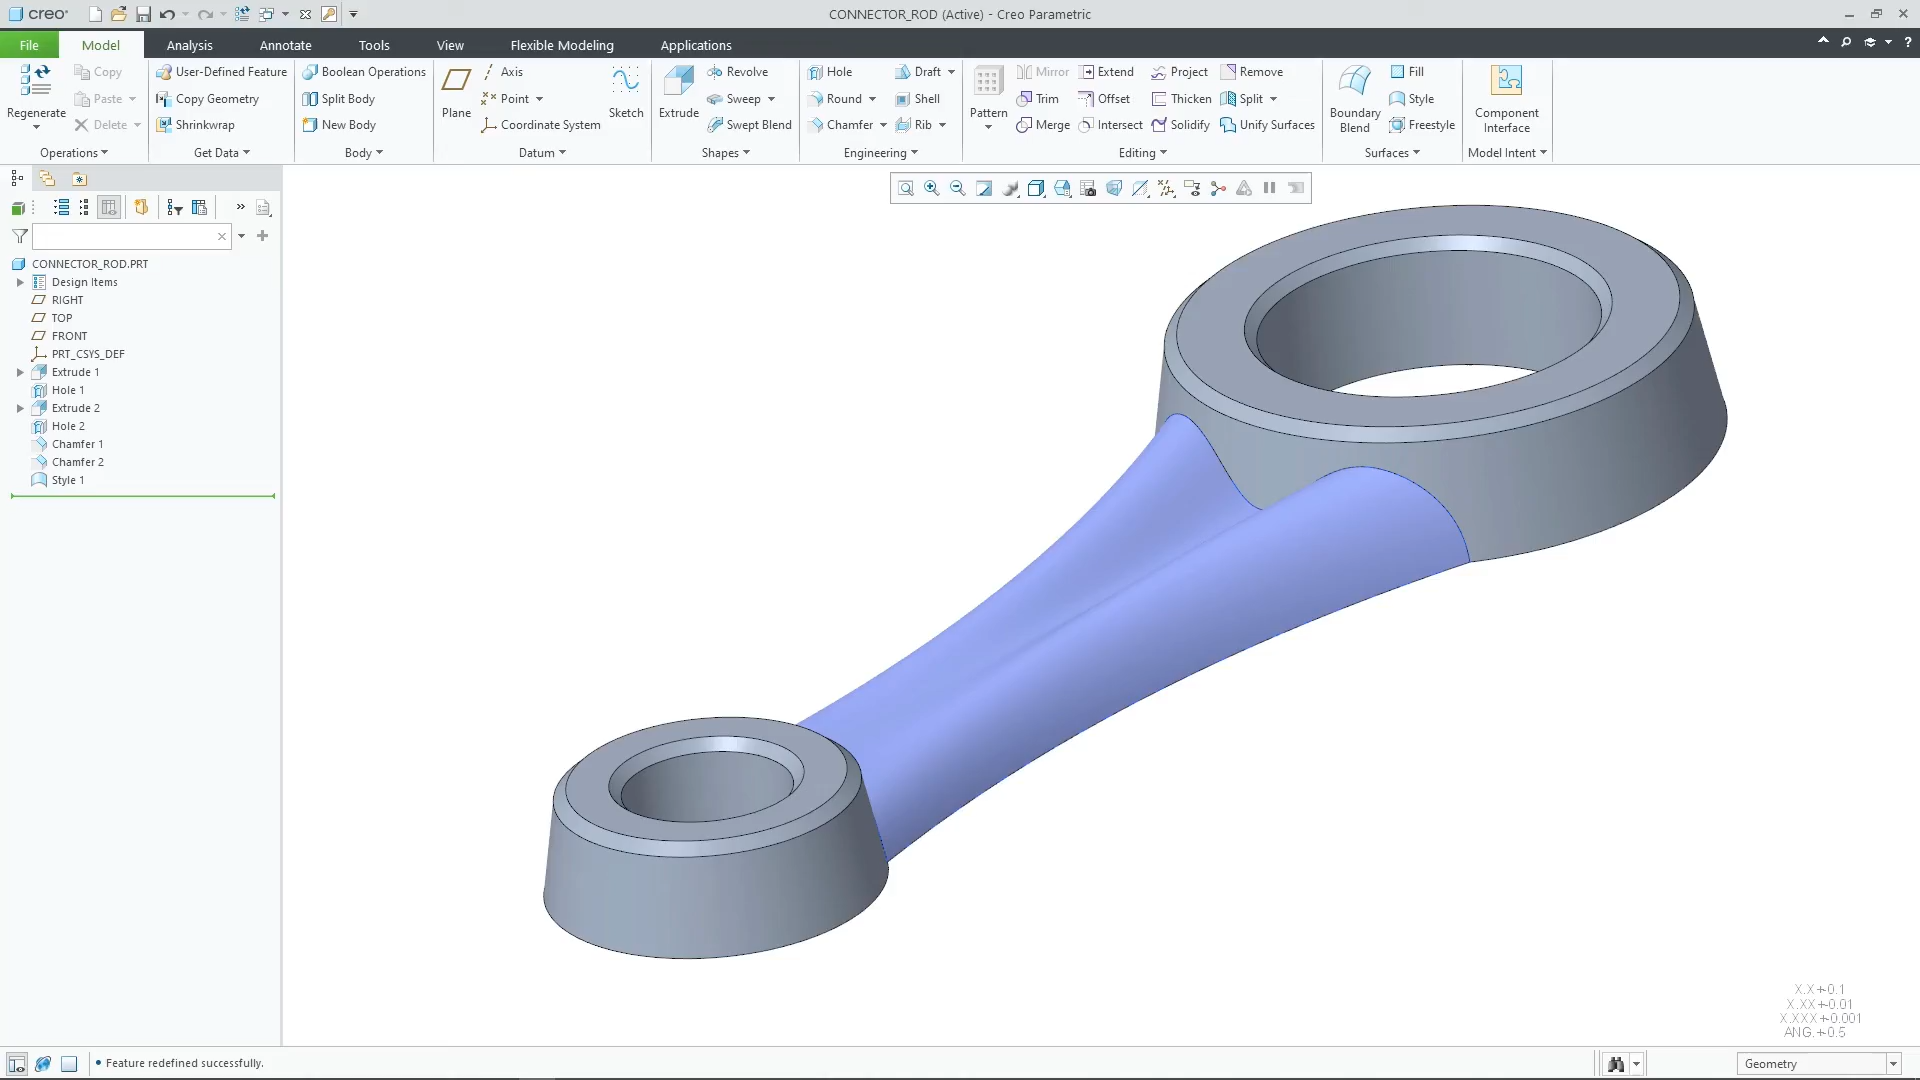 creo
CONNECTOR_ROD (Active) - Creo Parametric
File
Model
Analysis
Annotate
Tools
View
Flexible Modeling
Applications
Regenerate
Copy
Paste
Delete
Operations
User-Defined Feature
Copy Geometry
Shrinkwrap
Get Data
Boolean Operations
Split Body
New Body
Body
Plane
Axis
Point
Coordinate System
Sketch
Datum
Extrude
Revolve
Sweep
Swept Blend
Shapes
Hole
Round
Chamfer
Draft
Shell
Rib
Engineering
Pattern
Mirror
Trim
Merge
Extend
Offset
Intersect
Project
Thicken
Solidify
Remove
Split
Unify Surfaces
Editing
Boundary
Blend
Fill
Style
Freestyle
Surfaces
Component
Interface
Model Intent
CONNECTOR_ROD.PRT
Design Items
RIGHT
TOP
FRONT
PRT_CSYS_DEF
Extrude 1
Hole 1
Extrude 2
Hole 2
Chamfer 1
Chamfer 2
Style 1
X.X+-0.1
X.XX+-0.01
X.XXX+-0.001
ANG.+-0.5
• Feature redefined successfully.
Geometry